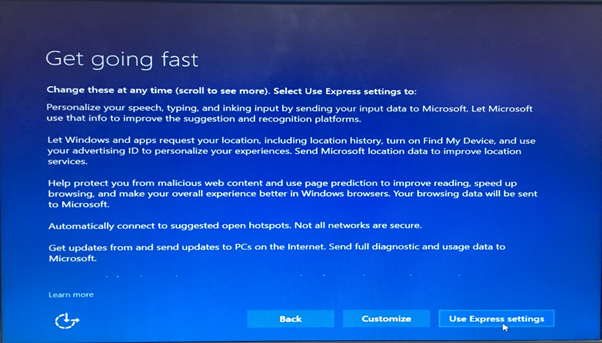 Get going fast
Change these at any time (scroll to see more). Select Use Express settings to:
Personalize your speech, typing, and inking input by sending your input data to Microsoft. Let Microsoft
use that info to improve the suggestion and recognition platforms.
Let Windows and apps request your location, including location history, turn on Find My Device, and use
your advertising ID to personalize your experiences. Send Microsoft location data to improve location
services.
Help protect you from malicious web content and use page prediction to improve reading, speed up
browsing, and make your overall experience better in Windows browsers. Your browsing data will be sent
to Microsoft.
Automatically connect to suggested open hotspots. Not all networks are secure.
Get updates from and send updates to PCs on the Internet. Send full diagnostic and usage data to
Microsoft.
Learn more
Back
Customize
Use Express settings